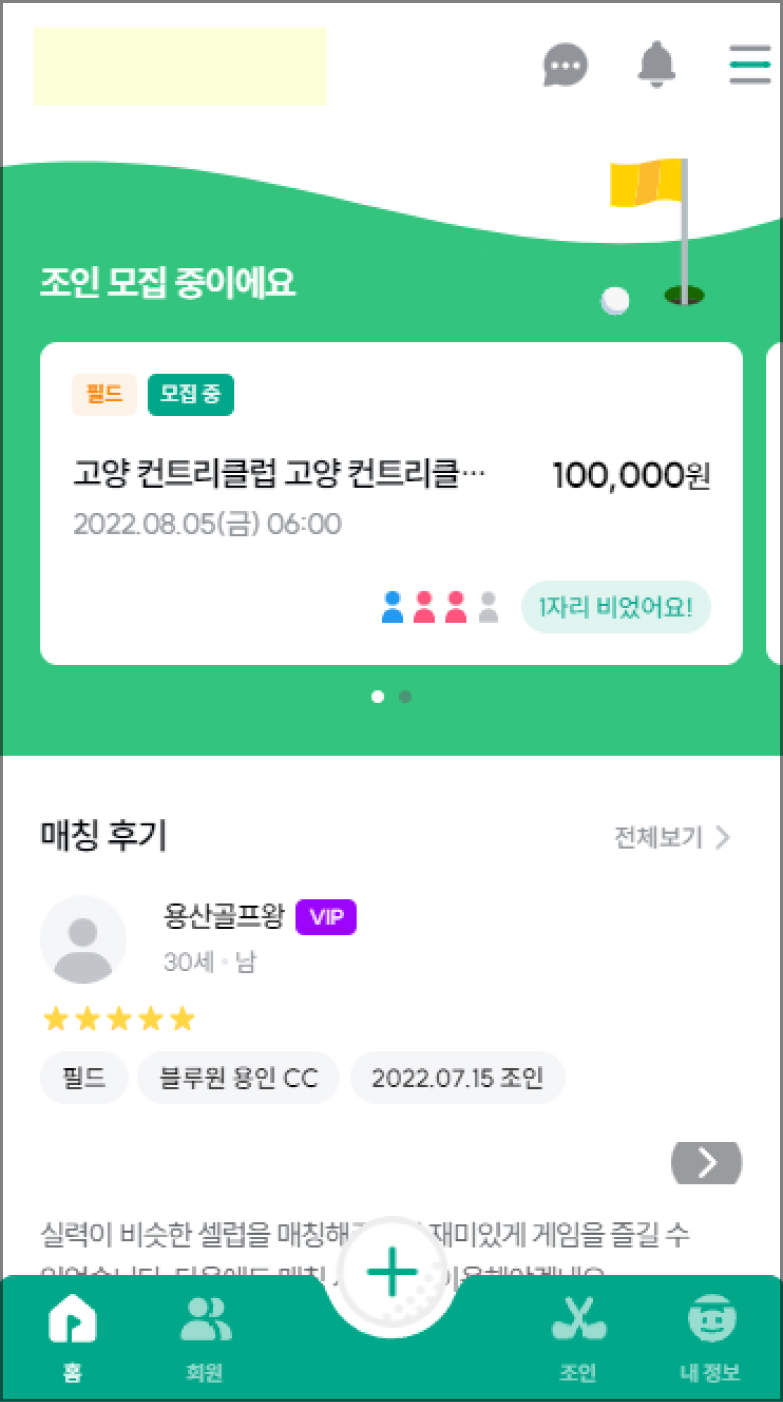 조인 모집 중이에요
필드 모집 중
고양 컨트리클럽 고양 컨트리클… 100,000원
2022.08.05(금) 06:00
1자리 비었어요!
매칭 후기 전체보기
용산골프왕 VIP
30세 · 남
필드 블루원 용인 CC 2022.07.15 조인
실력이 비슷한 셀럽을 매칭해 재미있게 게임을 즐길 수
홈 회원 조인 내 정보